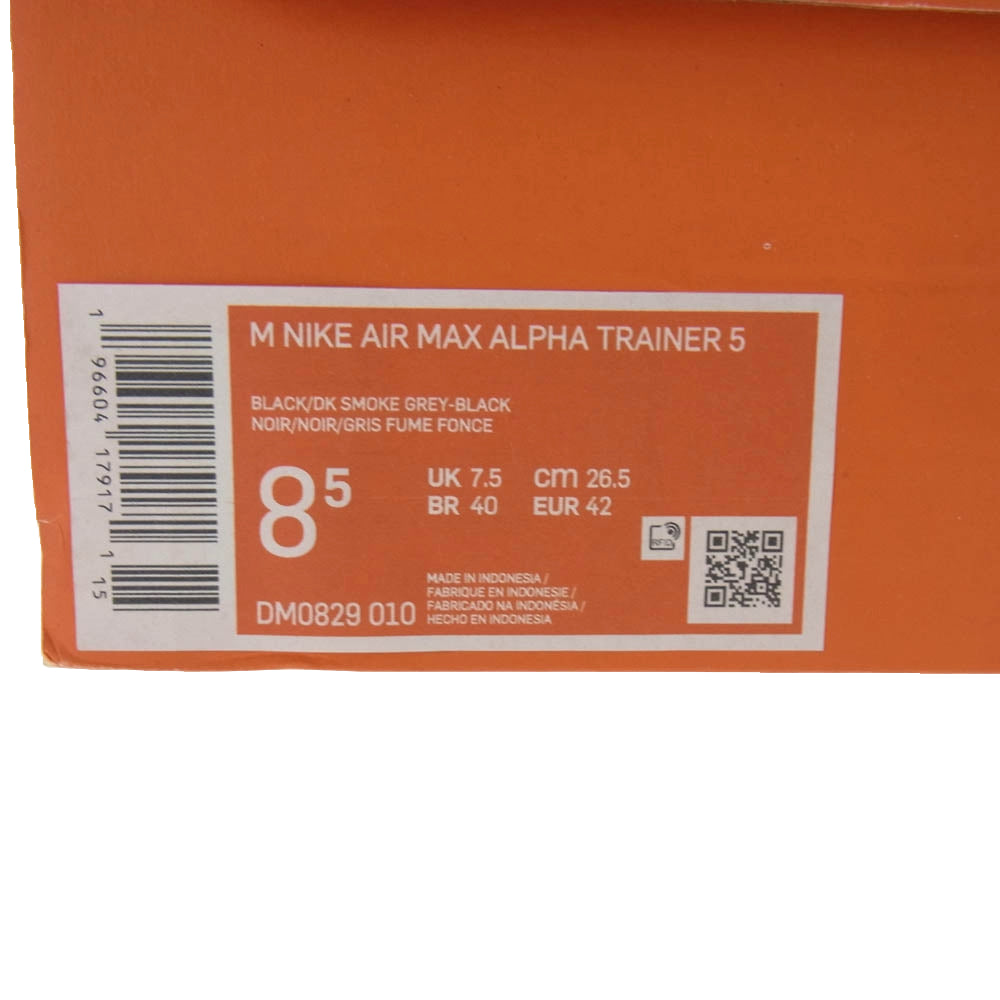 M NIKE AIR MAX ALPHA TRAINER 5
BLACK/DK SMOKE GREY-BLACK
NOIR/NOIR/GRIS FUME FONCE
8 5
UK 7.5 cm 26.5
BR 40 EUR 42
RFID
MADE IN INDONESIA /
FABRIQUE EN INDONESIE /
FABRICADO NA INDONÉSIA /
HECHO EN INDONESIA
DM0829 010
1 96604 17917 1 15